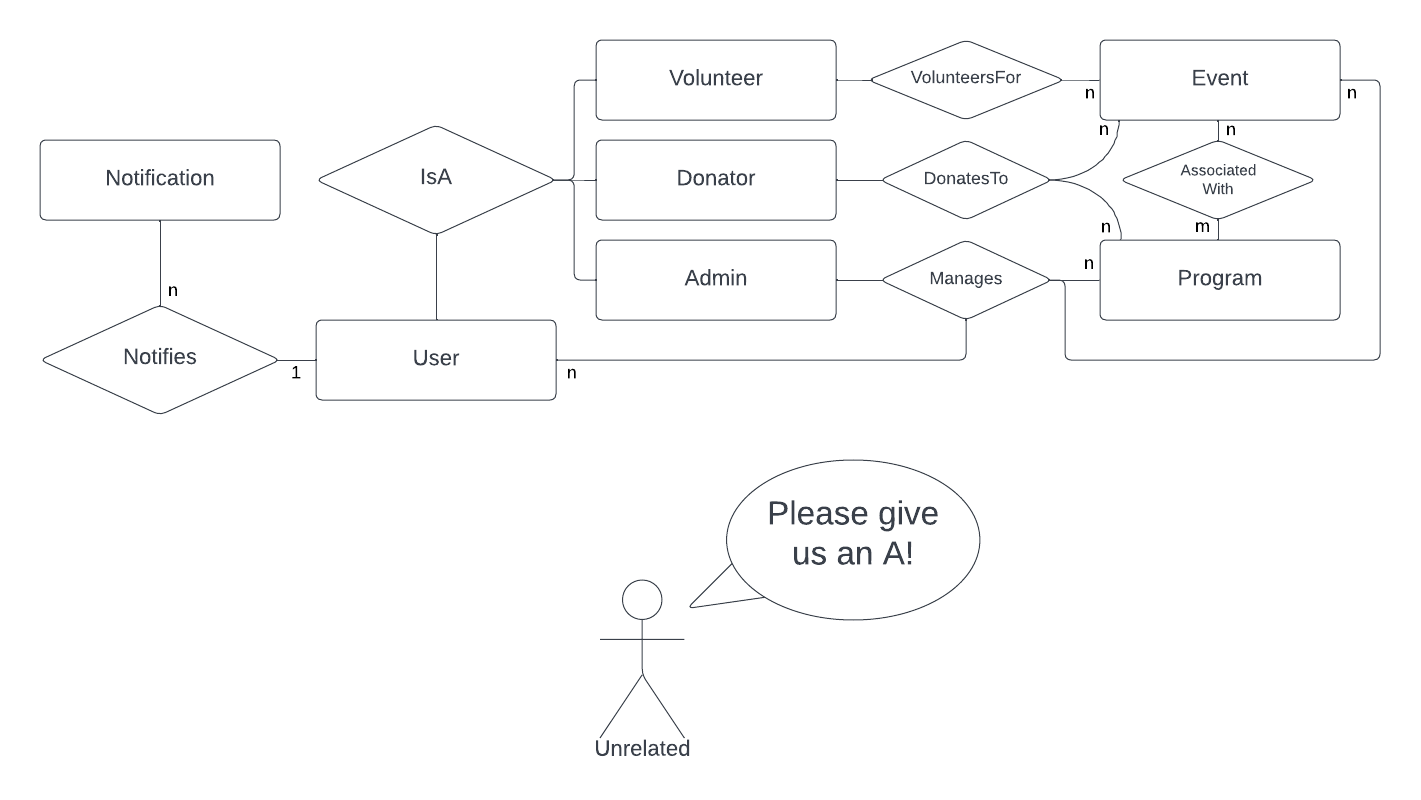 Volunteer
VolunteersFor
n
Event
n
n
n
Notification
IsA
Donator
DonatesTo
Associated
With
n
m
n
Admin
Manages
Program
n
Notifies
1
User
n
Please give
us an A!
Unrelated